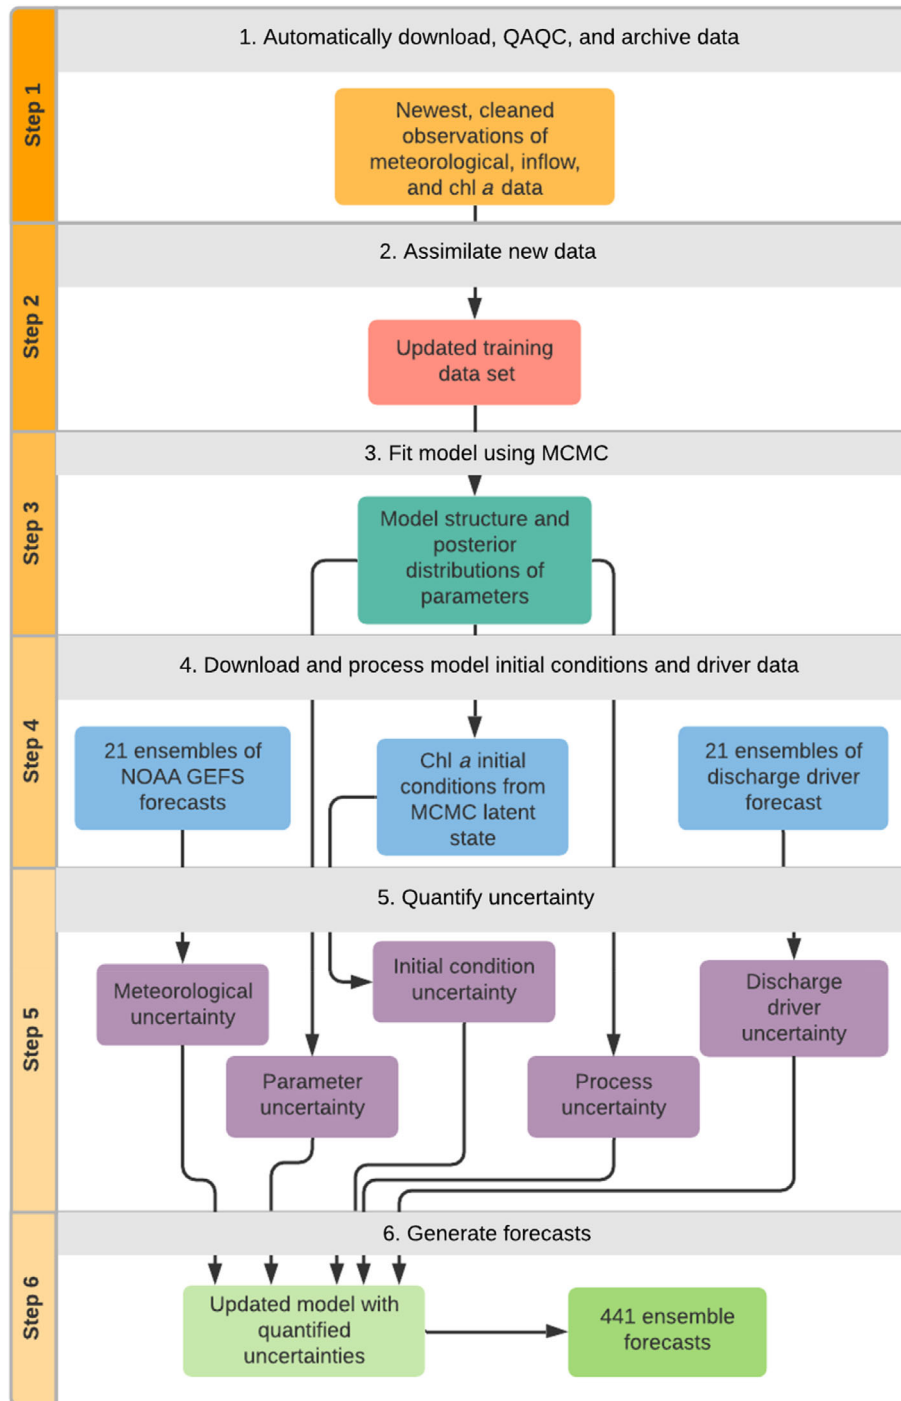 Step 1
1. Automatically download, QAQC, and archive data
Newest, cleaned
observations of
meteorological, inflow,
and chl a data
Step 2
2. Assimilate new data
Updated training
data set
Step 3
3. Fit model using MCMC
Model structure and
posterior
distributions of
parameters
Step 4
4. Download and process model initial conditions and driver data
21 ensembles of
NOAA GEFS
forecasts
Chl a initial
conditions from
MCMC latent
state
21 ensembles of
discharge driver
forecast
Step 5
5. Quantify uncertainty
Meteorological
uncertainty
Initial condition
uncertainty
Discharge
driver
uncertainty
Parameter
uncertainty
Process
uncertainty
Step 6
6. Generate forecasts
Updated model with
quantified
uncertainties
441 ensemble
forecasts